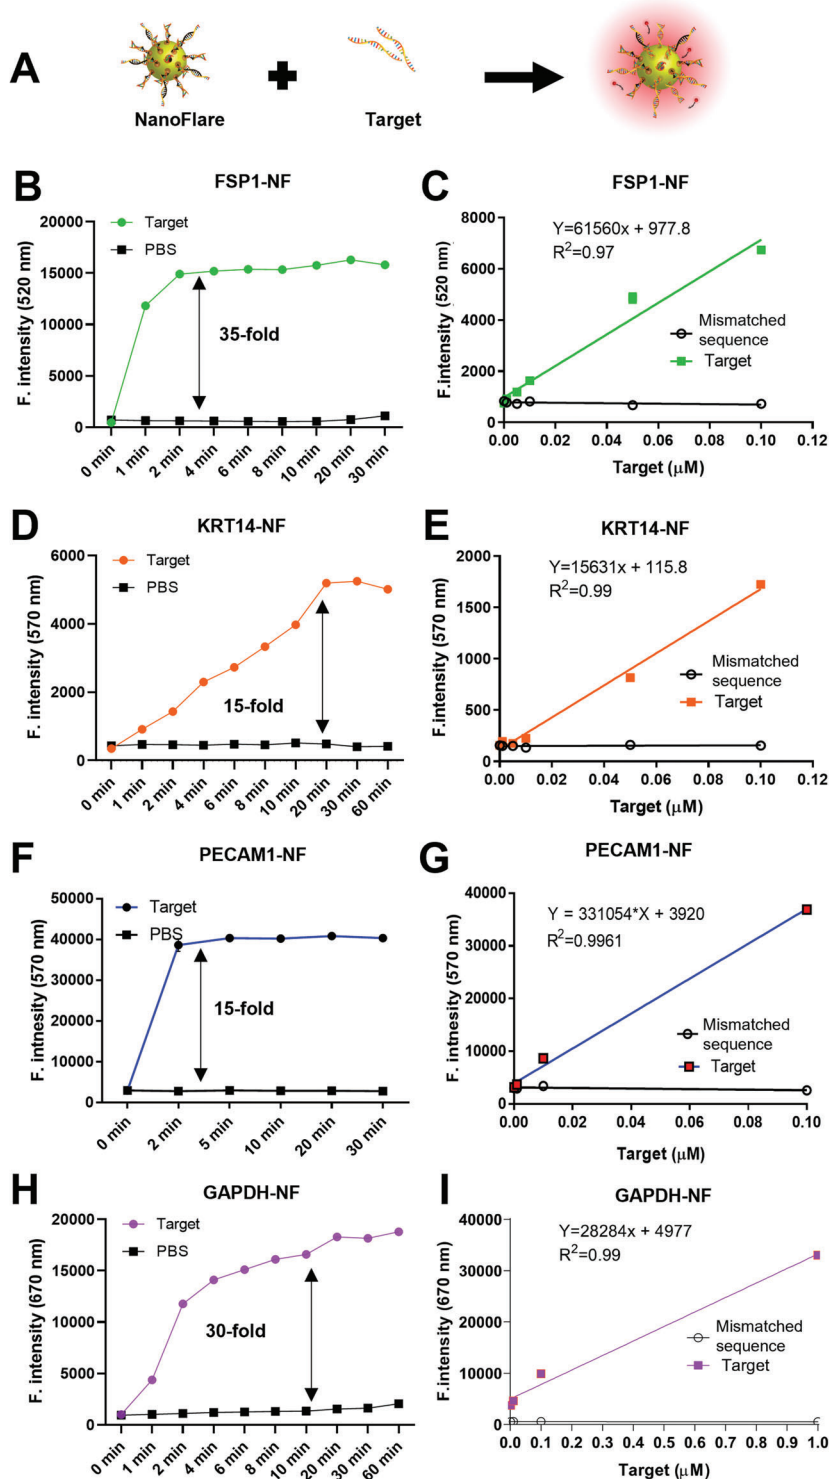 A
NanoFlare
Target
B
FSP1-NF
Target
PBS
F. intensity (520 nm)
20000
15000
10000
5000
0
35-fold
0 min
1 min
2 min
4 min
6 min
8 min
10 min
20 min
30 min
C
FSP1-NF
Y=61560x + 977.8
R²=0.97
F.intensity (520 nm)
8000
6000
4000
2000
0
Mismatched
sequence
Target
0.00
0.02
0.04
0.06
0.08
0.10
0.12
Target (μM)
D
KRT14-NF
Target
PBS
F. intensity (570 nm)
6000
4000
2000
0
15-fold
0 min
1 min
2 min
4 min
6 min
8 min
10 min
20 min
30 min
60 min
E
KRT14-NF
Y=15631x + 115.8
R²=0.99
F.intensity (570 nm)
2000
1500
1000
500
0
Mismatched
sequence
Target
0.00
0.02
0.04
0.06
0.08
0.10
0.12
Target (μM)
F
PECAM1-NF
Target
PBS
F. intnesity (570 nm)
50000
40000
30000
20000
10000
0
15-fold
0 min
2 min
5 min
10 min
20 min
30 min
G
PECAM1-NF
Y = 331054*X + 3920
R²=0.9961
F. intnesity (570 nm)
40000
30000
20000
10000
0
Mismatched
sequence
Target
0.00
0.02
0.04
0.06
0.08
0.10
Target (μM)
H
GAPDH-NF
Target
PBS
F. intensity (670 nm)
20000
15000
10000
5000
0
30-fold
0 min
1 min
2 min
4 min
6 min
8 min
10 min
20 min
30 min
60 min
I
GAPDH-NF
Y=28284x + 4977
R²=0.99
F.intensity (670 nm)
40000
30000
20000
10000
0
Mismatched
sequence
Target
0.0
0.1
0.2
0.3
0.4
0.5
0.6
0.7
0.8
0.9
1.0
Target (μM)